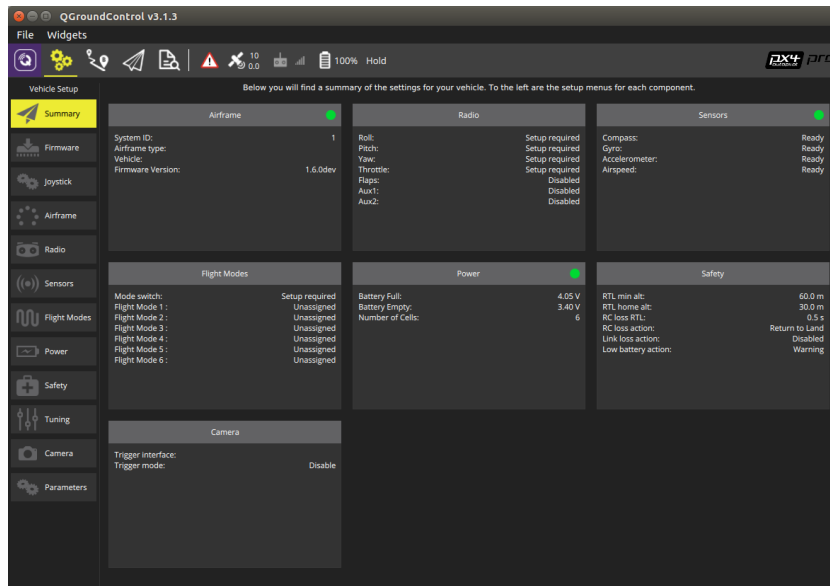 QGroundControl v3.1.3
File Widgets
10
0.0
100% Hold
px4 pro
Vehicle Setup
Below you will find a summary of the settings for your vehicle. To the left are the setup menus for each component.
Summary
Firmware
Joystick
Airframe
Radio
Sensors
Flight Modes
Power
Safety
Tuning
Camera
Parameters
Airframe
System ID: 1
Airframe type:
Vehicle:
Firmware Version: 1.6.0dev
Radio
Roll: Setup required
Pitch: Setup required
Yaw: Setup required
Throttle: Setup required
Flaps: Disabled
Aux1: Disabled
Aux2: Disabled
Sensors
Compass: Ready
Gyro: Ready
Accelerometer: Ready
Airspeed: Ready
Flight Modes
Mode switch: Setup required
Flight Mode 1 : Unassigned
Flight Mode 2 : Unassigned
Flight Mode 3 : Unassigned
Flight Mode 4 : Unassigned
Flight Mode 5 : Unassigned
Flight Mode 6 : Unassigned
Power
Battery Full: 4.05 V
Battery Empty: 3.40 V
Number of Cells: 6
Safety
RTL min alt: 60.0 m
RTL home alt: 30.0 m
RC loss RTL: 0.5 s
RC loss action: Return to Land
Link loss action: Disabled
Low battery action: Warning
Camera
Trigger interface:
Trigger mode: Disable